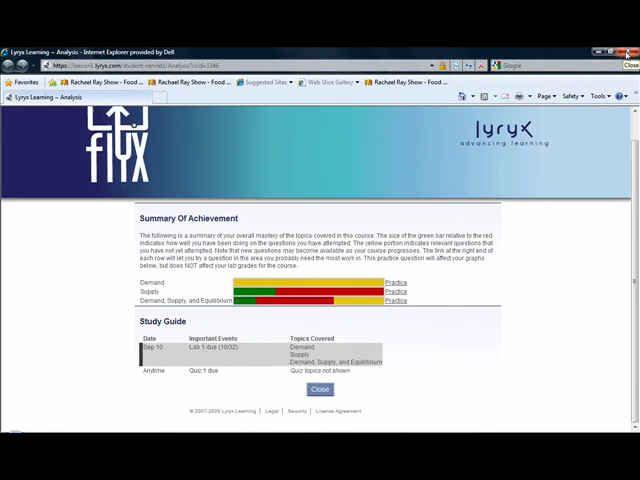 Lyryx Learning ~ Analysis - Internet Explorer provided by Dell
https://laecon1.lyryx.com/student-servlets/Analysis?ccid=3346
Google
Close
Favorites
Rachael Ray Show - Food ...
Rachael Ray Show - Food ...
Suggested Sites
Web Slice Gallery
Rachael Ray Show - Food ...
Lyryx Learning ~ Analysis
Page
Safety
Tools
flyx
lyryx
advancing learning
Summary Of Achievement
The following is a summary of your overall mastery of the topics covered in this course. The size of the green bar relative to the red
indicates how well you have been doing on the questions you have attempted. The yellow portion indicates relevant questions that
you have not yet attempted. Note that new questions may become available as your course progresses. The link at the right end of
each row will let you try a question in the area you probably need the most work in. This practice question will affect your graphs
below, but does NOT affect your lab grades for the course.
Demand Practice
Supply Practice
Demand, Supply, and Equilibrium Practice
Study Guide
Date Important Events Topics Covered
Sep 10 Lab 1 due (10/32) Demand
Supply
Demand, Supply, and Equilibrium
Anytime Quiz 1 due Quiz topics not shown
Close
© 2007-2008 Lyryx Learning | Legal | Security | License Agreement